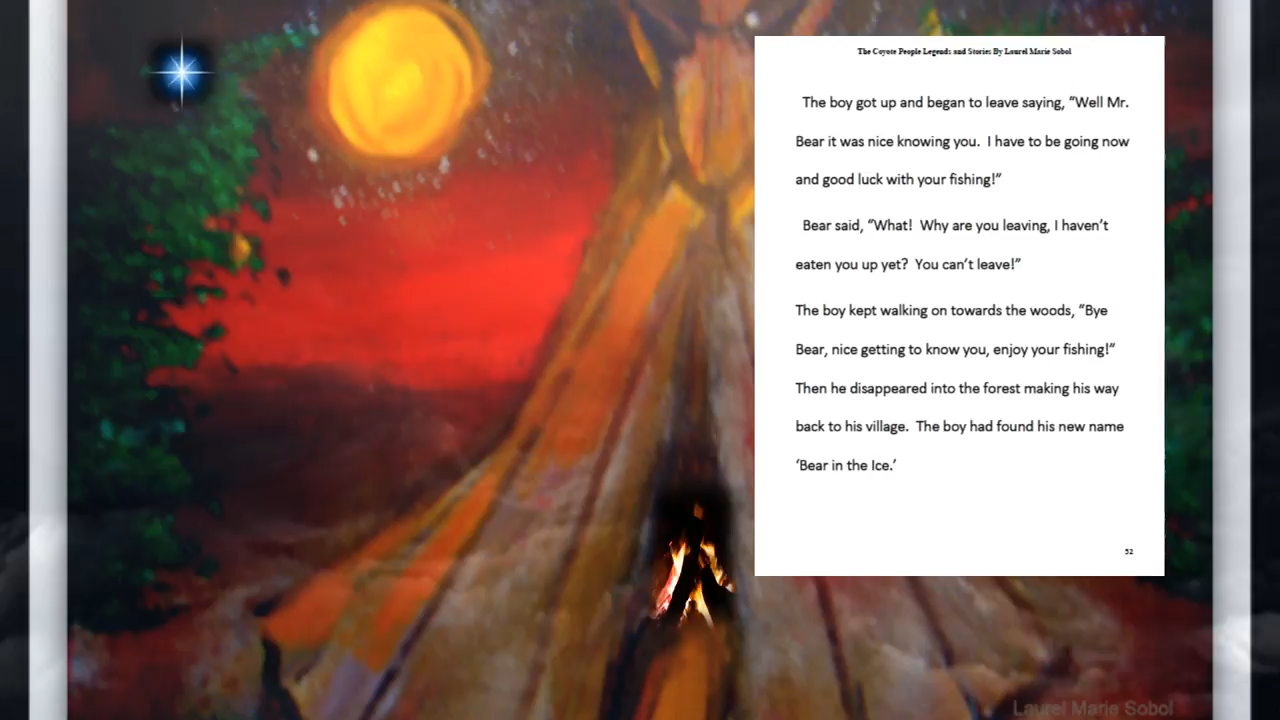 The Coyote People Legends and Stories By Laurel Marie Sobol
The boy got up and began to leave saying, “Well Mr.
Bear it was nice knowing you.  I have to be going now
and good luck with your fishing!”
Bear said, “What!  Why are you leaving, I haven’t
eaten you up yet?  You can’t leave!”
The boy kept walking on towards the woods, “Bye
Bear, nice getting to know you, enjoy your fishing!”
Then he disappeared into the forest making his way
back to his village.  The boy had found his new name
‘Bear in the Ice.’
52
Laurel Marie Sobol